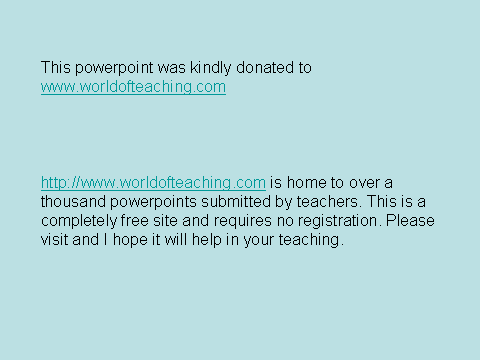 This powerpoint was kindly donated to
www.worldofteaching.com
http://www.worldofteaching.com is home to over a
thousand powerpoints submitted by teachers. This is a
completely free site and requires no registration. Please
visit and I hope it will help in your teaching.